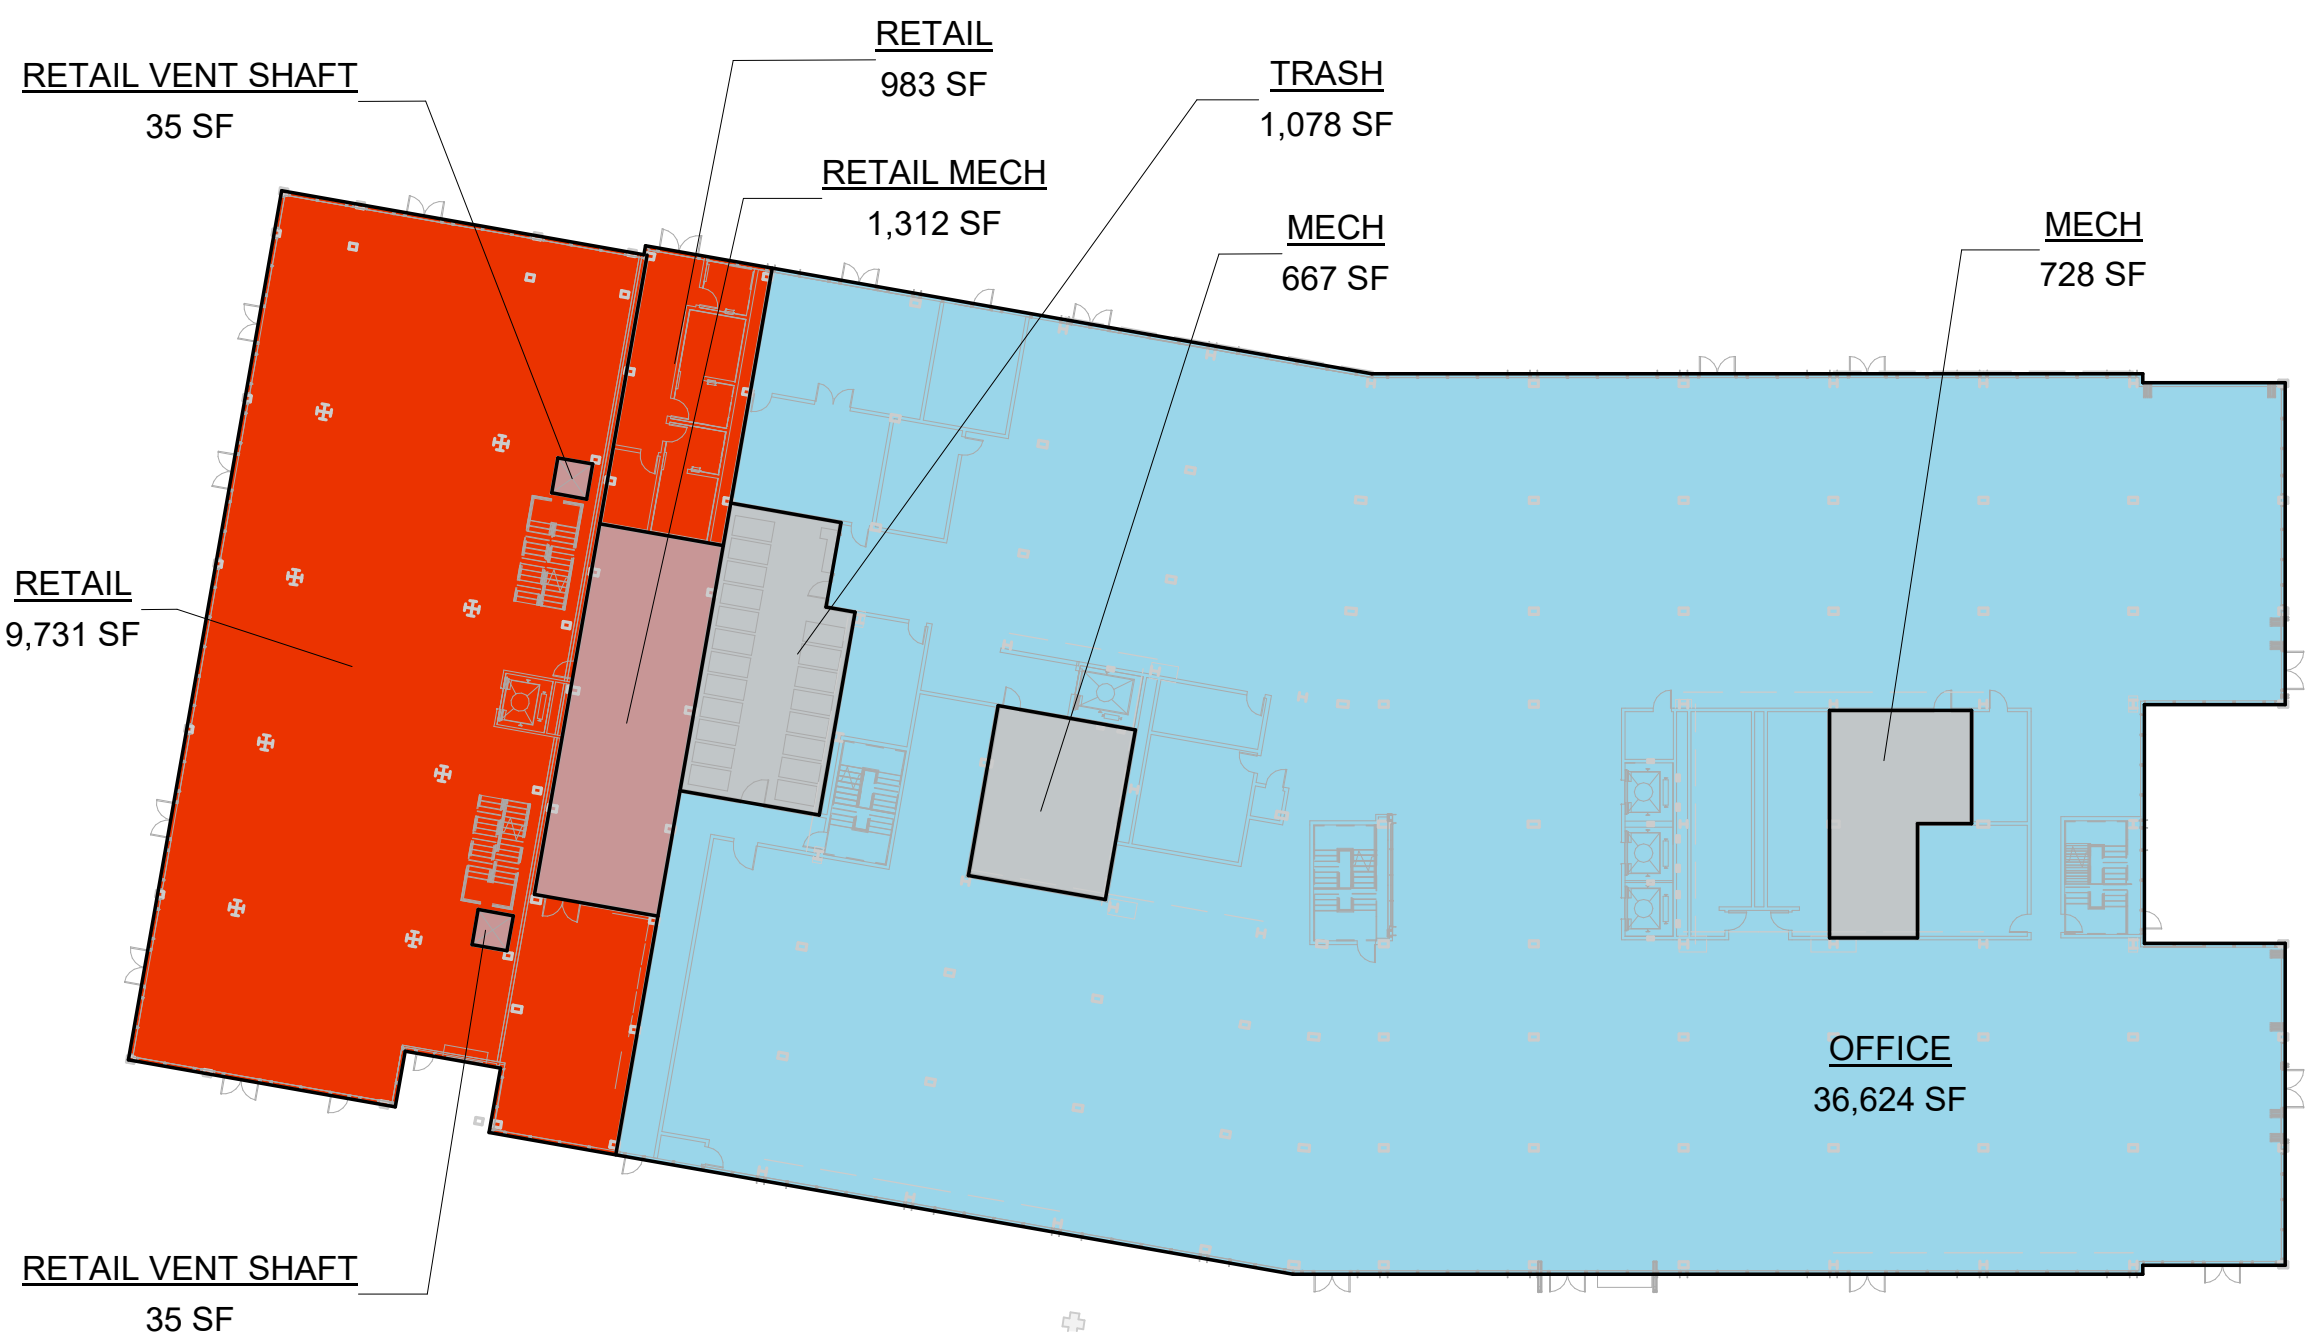 RETAIL
983 SF
RETAIL VENT SHAFT
35 SF
TRASH
1,078 SF
RETAIL MECH
1,312 SF
MECH
667 SF
MECH
728 SF
RETAIL
9,731 SF
OFFICE
36,624 SF
RETAIL VENT SHAFT
35 SF